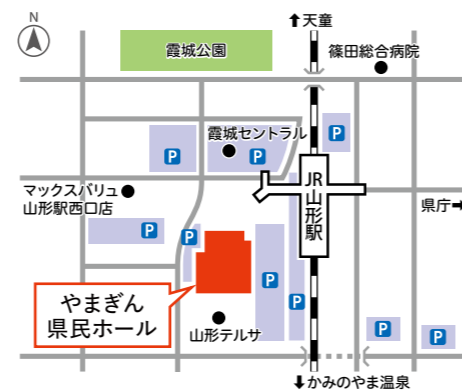 N
↑天童
霞城公園
篠田総合病院
P
霞城セントラル
P
P
JR山形駅
マックスバリュ
山形駅西口店
県庁→
P
P
P
P
やまぎん
県民ホール
山形テルサ
P
P
↓かみのやま温泉